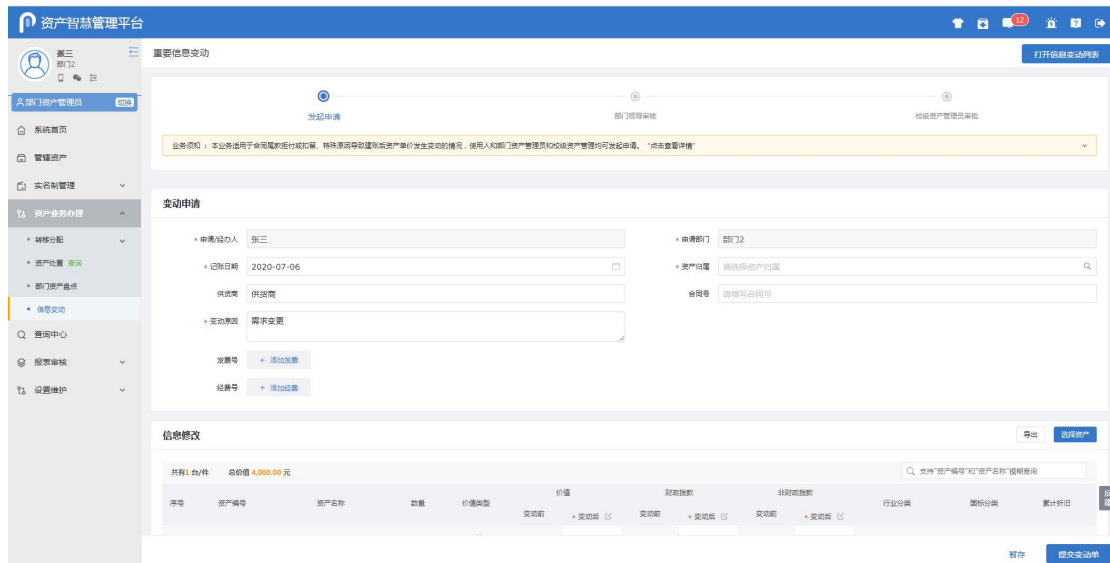 资产智慧管理平台
12
张三
部门2
部门资产管理员 切换
系统首页
管辖资产
实名制管理
资产业务办理
转移分配
资产处置 查询
部门资产盘点
信息变动
查询中心
报表审核
设置维护
重要信息变动
打开信息变动列表
发起申请
部门领导审核
校级资产管理员审批
业务须知：本业务适用于合同尾款拒付或扣留、特殊原因导致建账后资产单价发生变动的情况，使用人和部门资产管理员和校级资产管理均可发起申请。 "点击查看详情"
变动申请
* 申请/经办人 张三 * 申请部门 部门2
* 记账日期 2020-07-06 * 资产归属 请选择资产归属
供货商 供货商 合同号 请填写合同号
* 变动原因 需求变更
发票号 + 添加发票
经费号 + 添加经费
信息修改
导出 选择资产
共有1 台/件 总价值 4,000.00 元 支持"资产编号"和"资产名称"模糊查询
序号 资产编号 资产名称 数量 价值类型 价值 财政拨款 非财政拨款 行业分类 国标分类 累计折旧
变动前 * 变动后 变动前 * 变动后 变动前 * 变动后
暂存 提交变动单